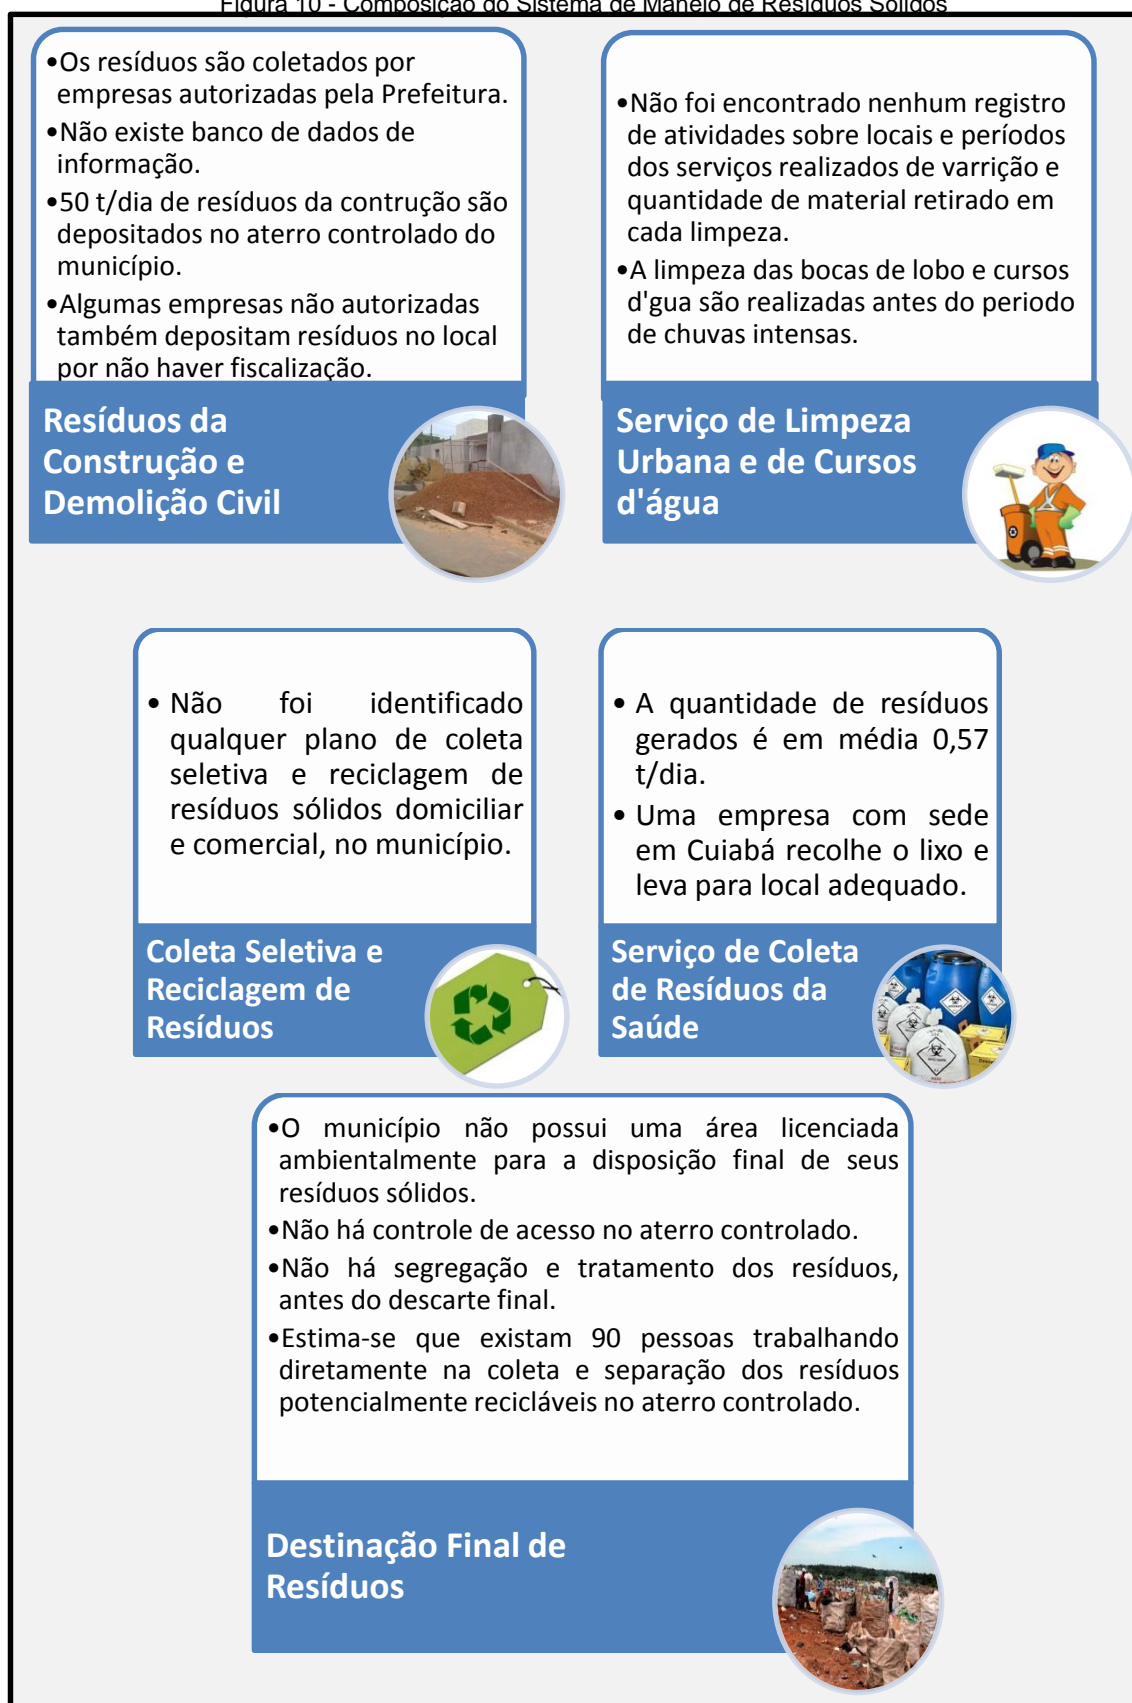 Figura 10 - Composição do Sistema de Manejo de Resíduos Sólidos
•Os resíduos são coletados por
empresas autorizadas pela Prefeitura.
•Não existe banco de dados de
informação.
•50 t/dia de resíduos da contrução são
depositados no aterro controlado do
município.
•Algumas empresas não autorizadas
também depositam resíduos no local
por não haver fiscalização.
Resíduos da
Construção e
Demolição Civil
•Não foi encontrado nenhum registro
de atividades sobre locais e períodos
dos serviços realizados de varrição e
quantidade de material retirado em
cada limpeza.
•A limpeza das bocas de lobo e cursos
d'gua são realizadas antes do periodo
de chuvas intensas.
Serviço de Limpeza
Urbana e de Cursos
d'água
• Não foi identificado
qualquer plano de coleta
seletiva e reciclagem de
resíduos sólidos domiciliar
e comercial, no município.
Coleta Seletiva e
Reciclagem de
Resíduos
• A quantidade de resíduos
gerados é em média 0,57
t/dia.
• Uma empresa com sede
em Cuiabá recolhe o lixo e
leva para local adequado.
Serviço de Coleta
de Resíduos da
Saúde
•O município não possui uma área licenciada
ambientalmente para a disposição final de seus
resíduos sólidos.
•Não há controle de acesso no aterro controlado.
•Não há segregação e tratamento dos resíduos,
antes do descarte final.
•Estima-se que existam 90 pessoas trabalhando
diretamente na coleta e separação dos resíduos
potencialmente recicláveis no aterro controlado.
Destinação Final de
Resíduos